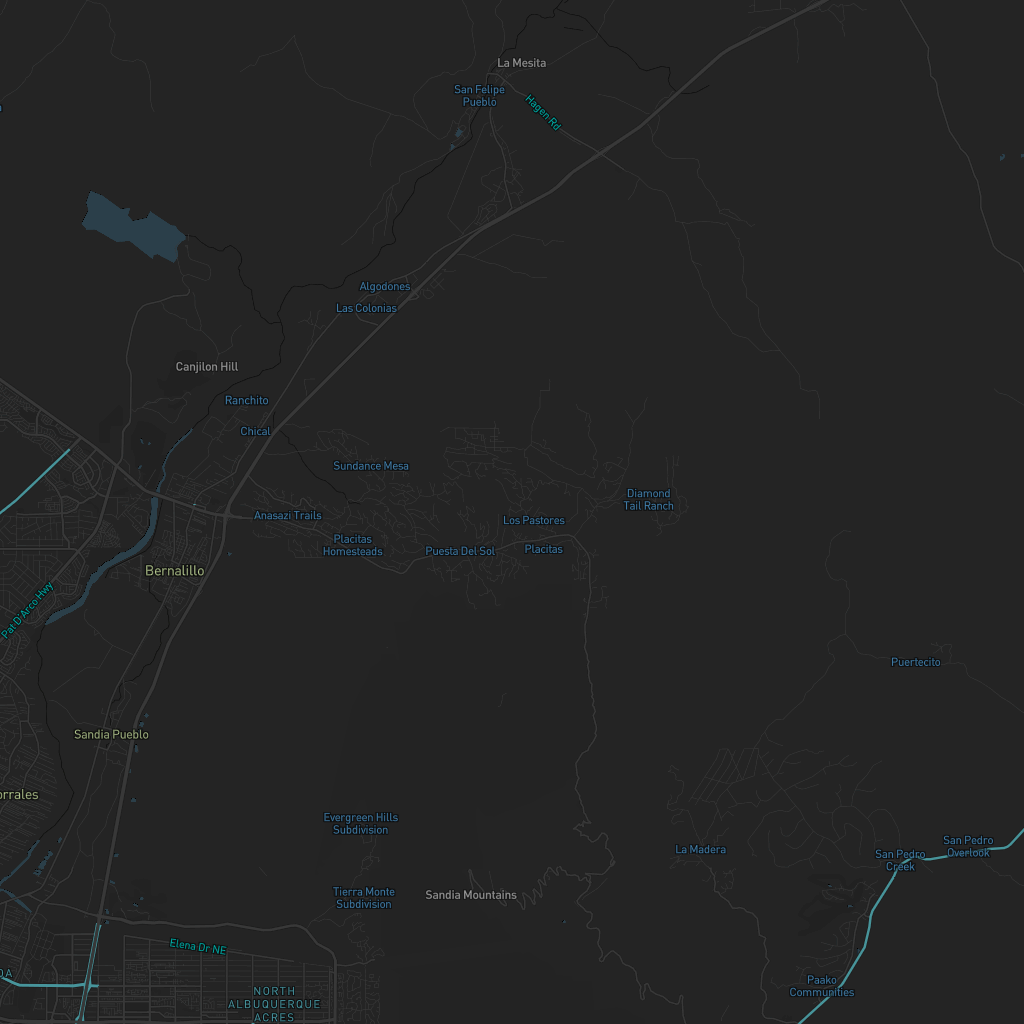 La Mesita
San Felipe
Pueblo
Hagen Rd
Algodones
Las Colonias
Canjilon Hill
Ranchito
Chical
Sundance Mesa
Diamond
Tail Ranch
Anasazi Trails
Los Pastores
Placitas
Homesteads
Puesta Del Sol
Placitas
Bernalillo
Pat D'Arco Hwy
Puertecito
Sandia Pueblo
orrales
Evergreen Hills
Subdivision
La Madera
San Pedro
Overlook
San Pedro
Creek
Tierra Monte
Subdivision
Sandia Mountains
Elena Dr NE
Paako
Communities
NORTH
ALBUQUERQUE
ACRES